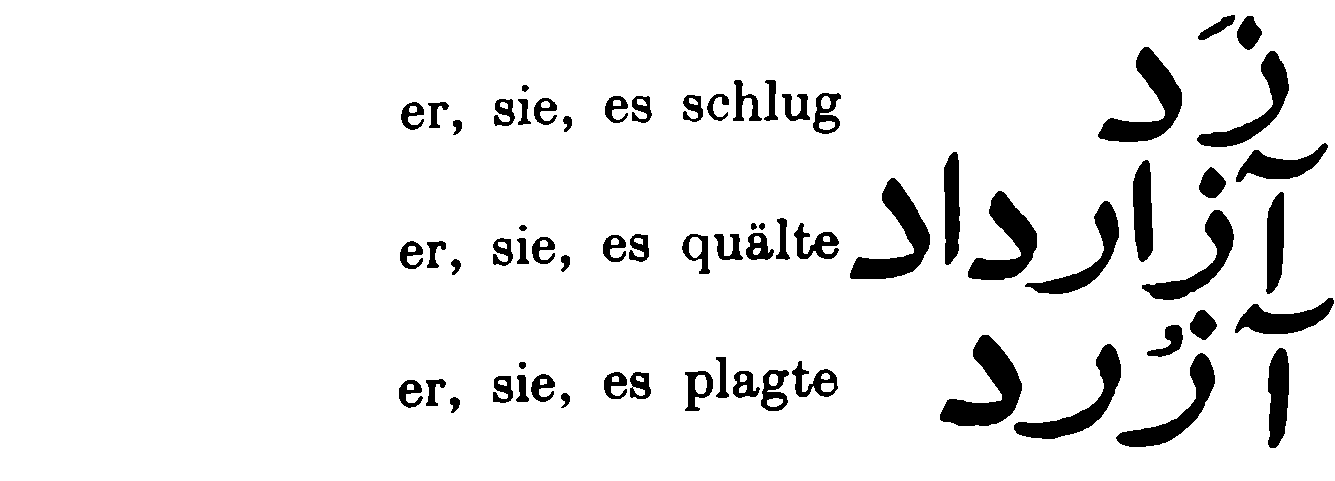 er, sie, es schlug زَد
er, sie, es quälte آزارداد
er, sie, es plagte آزُرد